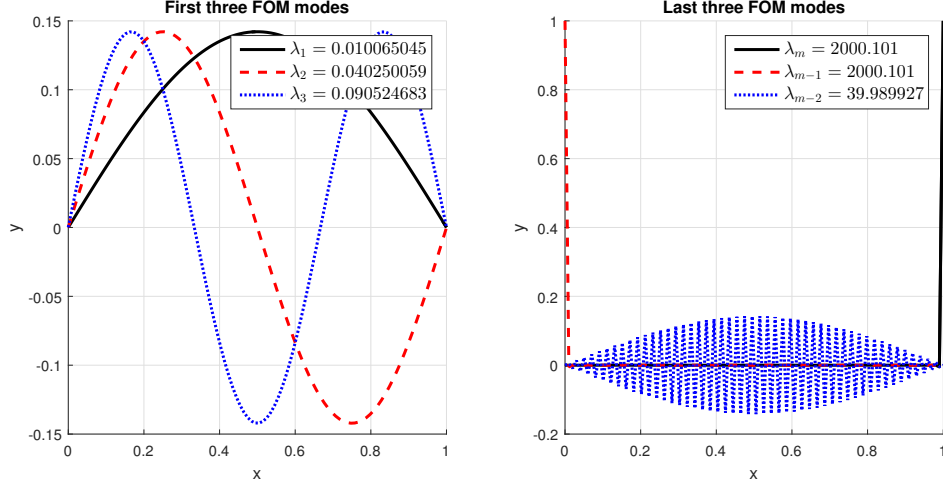 First three FOM modes
0.15
0.1
0.05
0
-0.05
-0.1
-0.15
y
λ₁ = 0.010065045
λ₂ = 0.040250059
λ₃ = 0.090524683
0 0.2 0.4 0.6 0.8 1
x
Last three FOM modes
1
0.8
0.6
0.4
0.2
0
-0.2
y
λₘ = 2000.101
λₘ₋₁ = 2000.101
λₘ₋₂ = 39.989927
0 0.2 0.4 0.6 0.8 1
x